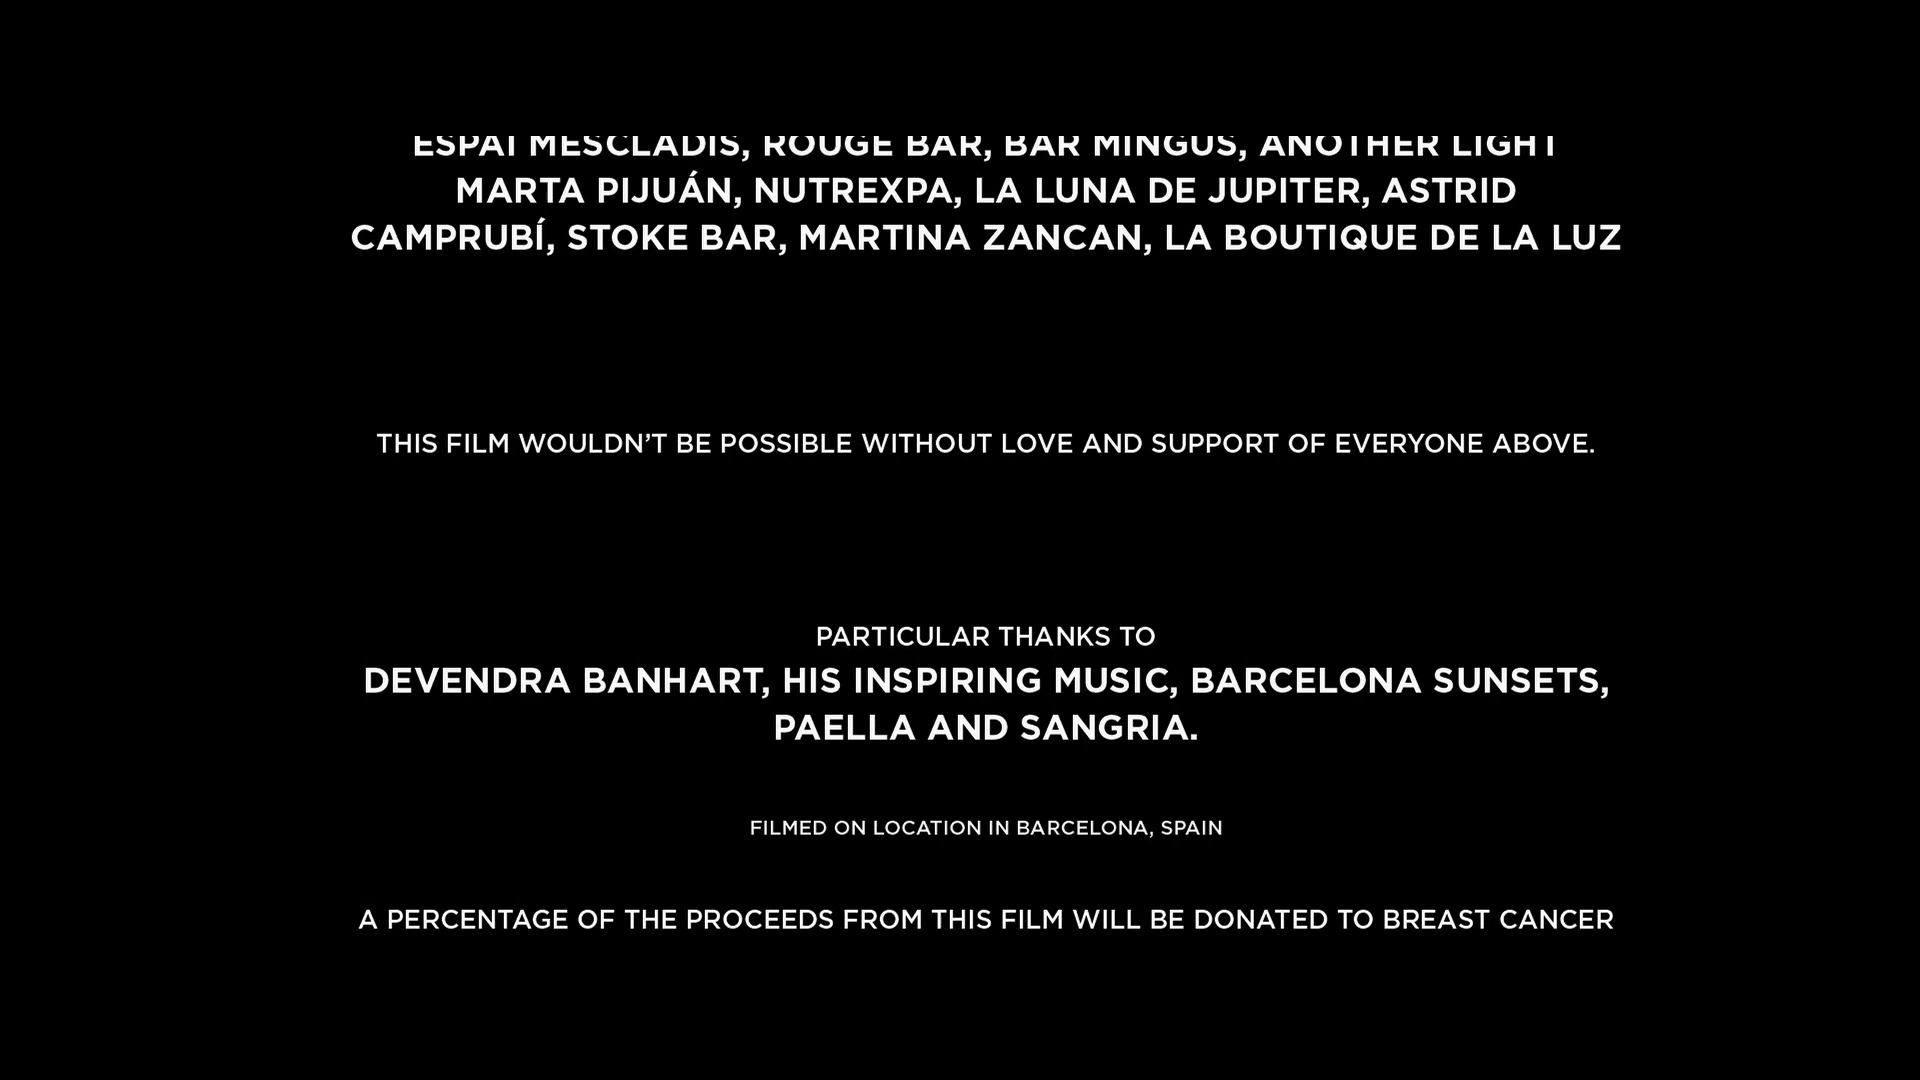 ESPAI MESCLADIS, ROUGE BAR, BAR MINGUS, ANOTHER LIGHT
MARTA PIJUÁN, NUTREXPA, LA LUNA DE JUPITER, ASTRID
CAMPRUBÍ, STOKE BAR, MARTINA ZANCAN, LA BOUTIQUE DE LA LUZ
THIS FILM WOULDN’T BE POSSIBLE WITHOUT LOVE AND SUPPORT OF EVERYONE ABOVE.
PARTICULAR THANKS TO
DEVENDRA BANHART, HIS INSPIRING MUSIC, BARCELONA SUNSETS,
PAELLA AND SANGRIA.
FILMED ON LOCATION IN BARCELONA, SPAIN
A PERCENTAGE OF THE PROCEEDS FROM THIS FILM WILL BE DONATED TO BREAST CANCER